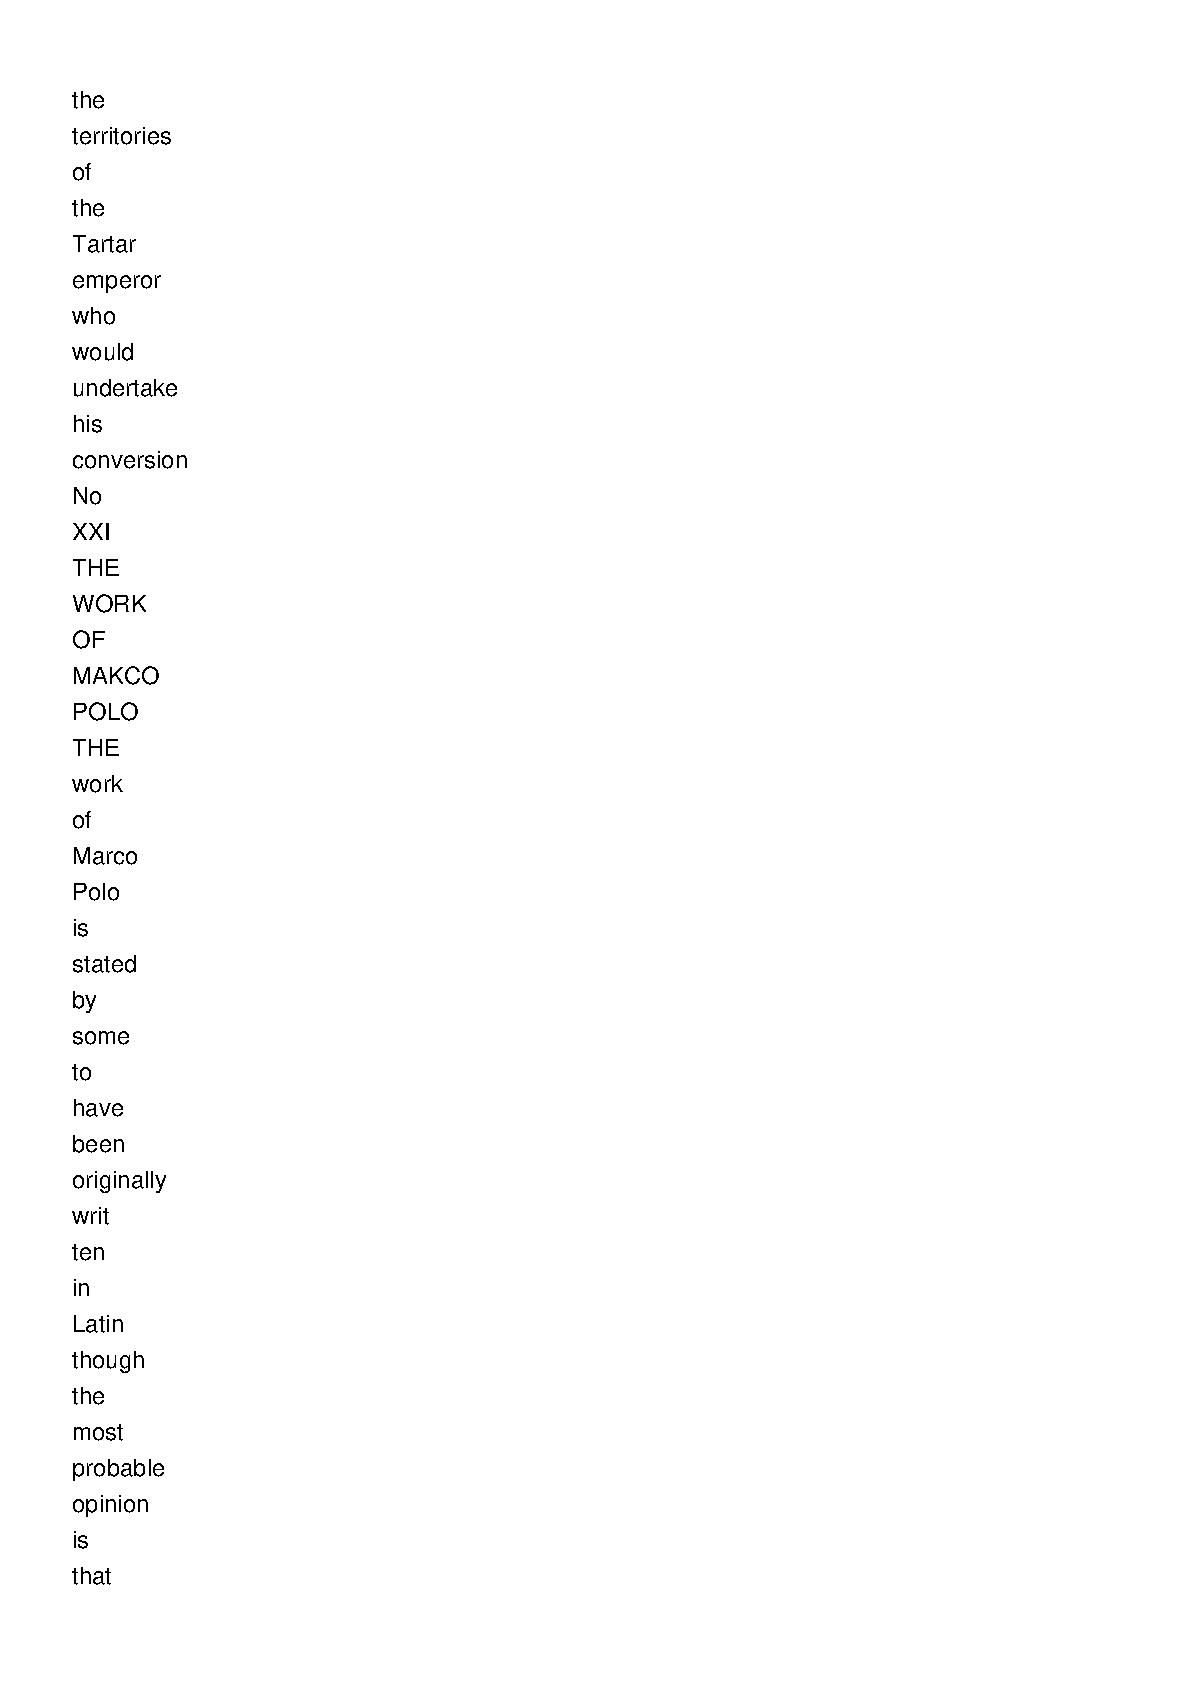 the
territories
of
the
Tartar
emperor
who
would
undertake
his
conversion
No
XXI
THE
WORK
OF
MAKCO
POLO
THE
work
of
Marco
Polo
is
stated
by
some
to
have
been
originally
writ
ten
in
Latin
though
the
most
probable
opinion
is
that